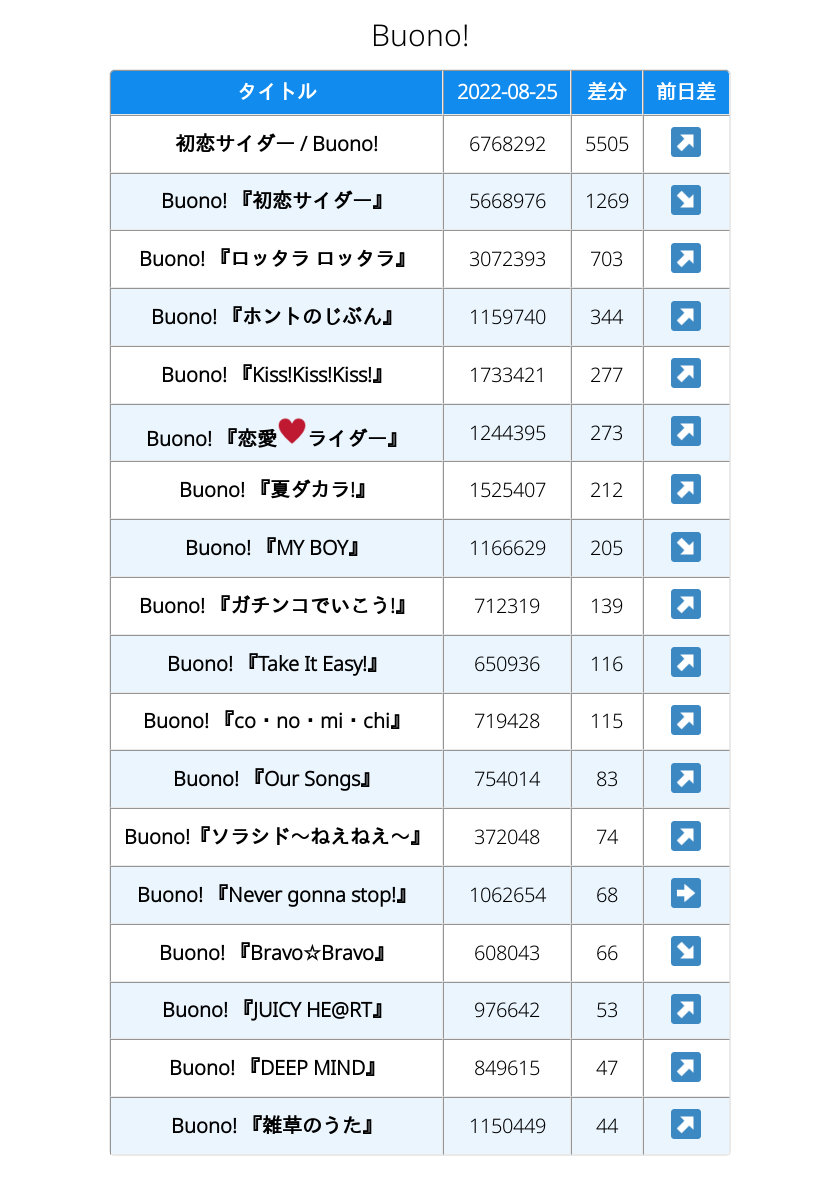 Buono!
タイトル 2022-08-25 差分 前日差
初恋サイダー / Buono! 6768292 5505 ↗
Buono! 『初恋サイダー』 5668976 1269 ↘
Buono! 『ロッタラ ロッタラ』 3072393 703 ↗
Buono! 『ホントのじぶん』 1159740 344 ↗
Buono! 『Kiss!Kiss!Kiss!』 1733421 277 ↗
Buono! 『恋愛♥ライダー』 1244395 273 ↗
Buono! 『夏ダカラ!』 1525407 212 ↗
Buono! 『MY BOY』 1166629 205 ↘
Buono! 『ガチンコでいこう!』 712319 139 ↗
Buono! 『Take It Easy!』 650936 116 ↗
Buono! 『co・no・mi・chi』 719428 115 ↗
Buono! 『Our Songs』 754014 83 ↗
Buono!『ソラシド～ねえねえ～』 372048 74 ↗
Buono! 『Never gonna stop!』 1062654 68 ➡
Buono! 『Bravo☆Bravo』 608043 66 ↘
Buono! 『JUICY HE@RT』 976642 53 ↗
Buono! 『DEEP MIND』 849615 47 ↗
Buono! 『雑草のうた』 1150449 44 ↗